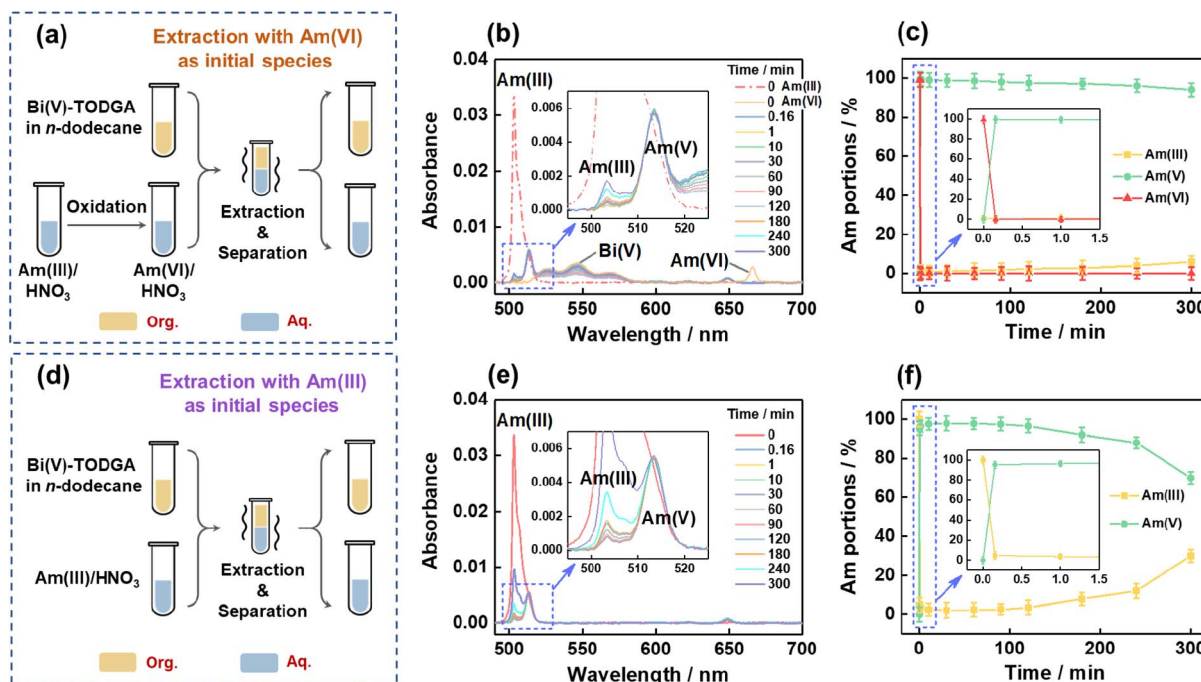 (a)
Extraction with Am(VI)
as initial species
Bi(V)-TODGA
in n-dodecane
Oxidation
Extraction
&
Separation
Am(III)/
HNO₃
Am(VI)/
HNO₃
Org.
Aq.
(b)
0.04
0.03
0.02
0.01
0.00
Absorbance
500
550
600
650
700
Wavelength / nm
Am(III)
Bi(V)
Am(VI)
0.006
0.004
0.002
0.000
500
510
520
Am(III)
Am(V)
Time / min
0 Am(III)
0 Am(VI)
0.16
1
10
30
60
90
120
180
240
300
(c)
100
80
60
40
20
0
Am portions / %
0
100
200
300
Time / min
100
80
60
40
20
0
0.0
0.5
1.0
1.5
Am(III)
Am(V)
Am(VI)
(d)
Extraction with Am(III)
as initial species
Bi(V)-TODGA
in n-dodecane
Am(III)/HNO₃
Extraction
&
Separation
Org.
Aq.
(e)
0.04
0.03
0.02
0.01
0.00
Absorbance
500
550
600
650
700
Wavelength / nm
Am(III)
0.006
0.004
0.002
0.000
500
510
520
Am(III)
Am(V)
Time / min
0
0.16
1
10
30
60
90
120
180
240
300
(f)
100
80
60
40
20
0
Am portions / %
0
100
200
300
Time / min
100
80
60
40
20
0
0.0
0.5
1.0
1.5
Am(III)
Am(V)